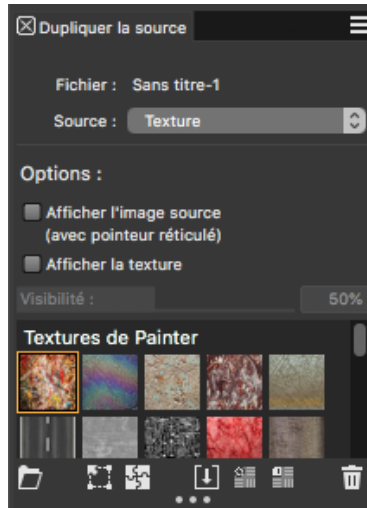 Dupliquer la source
Fichier : Sans titre-1
Source : Texture
Options :
Afficher l'image source
(avec pointeur réticulé)
Afficher la texture
Visibilité : 50%
Textures de Painter